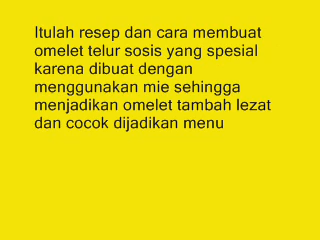 Itulah resep dan cara membuat
omelet telur sosis yang spesial
karena dibuat dengan
menggunakan mie sehingga
menjadikan omelet tambah lezat
dan cocok dijadikan menu